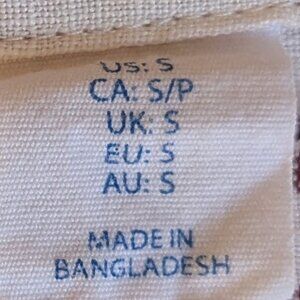 US: S
CA: S/P
UK: S
EU: S
AU: S
MADE IN
BANGLADESH